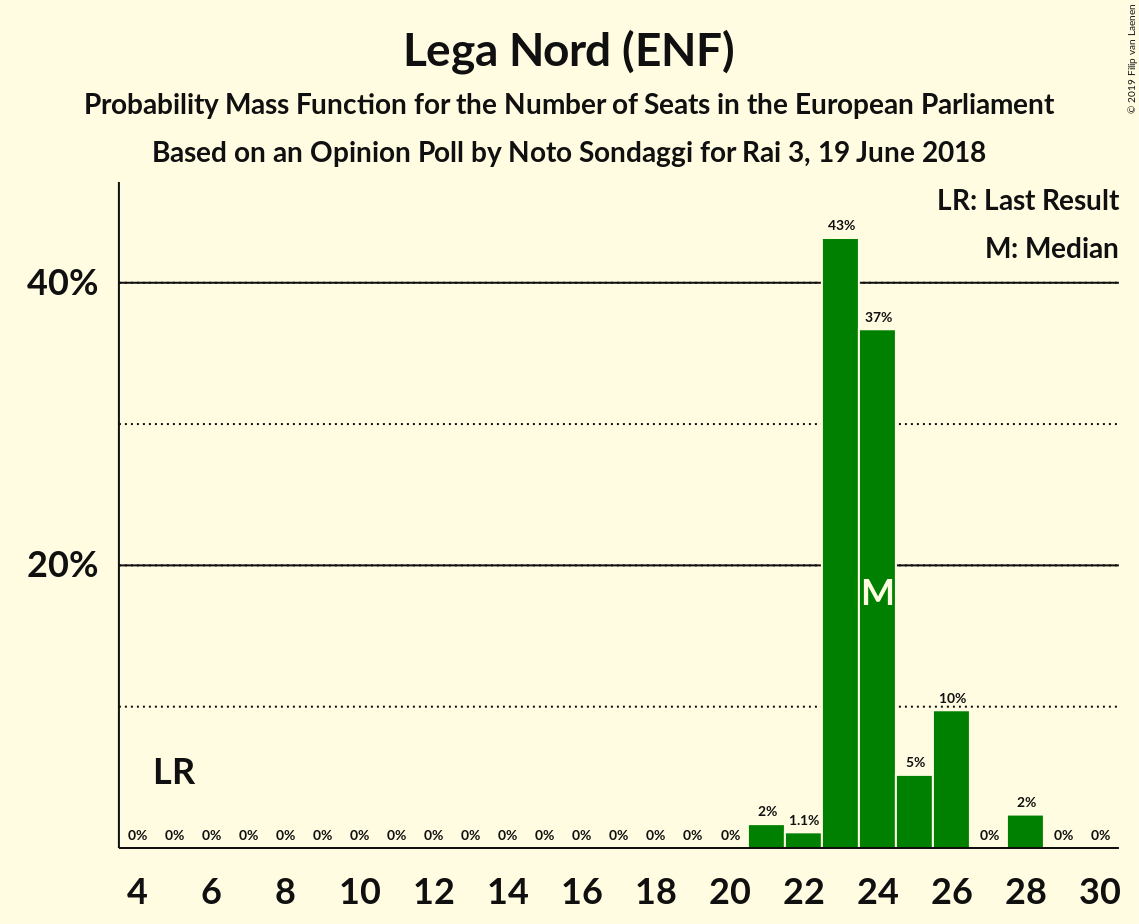 Lega Nord (ENF)
Probability Mass Function for the Number of Seats in the European Parliament
Based on an Opinion Poll by Noto Sondaggi for Rai 3, 19 June 2018
© 2019 Filip van Laenen
LR: Last Result
M: Median
43%
40%
37%
20%
M
10%
LR
5%
2%
2%
1.1%
0% 0% 0% 0% 0% 0% 0% 0% 0% 0% 0% 0% 0% 0% 0% 0% 0% 0% 0% 0%
4 6 8 10 12 14 16 18 20 22 24 26 28 30